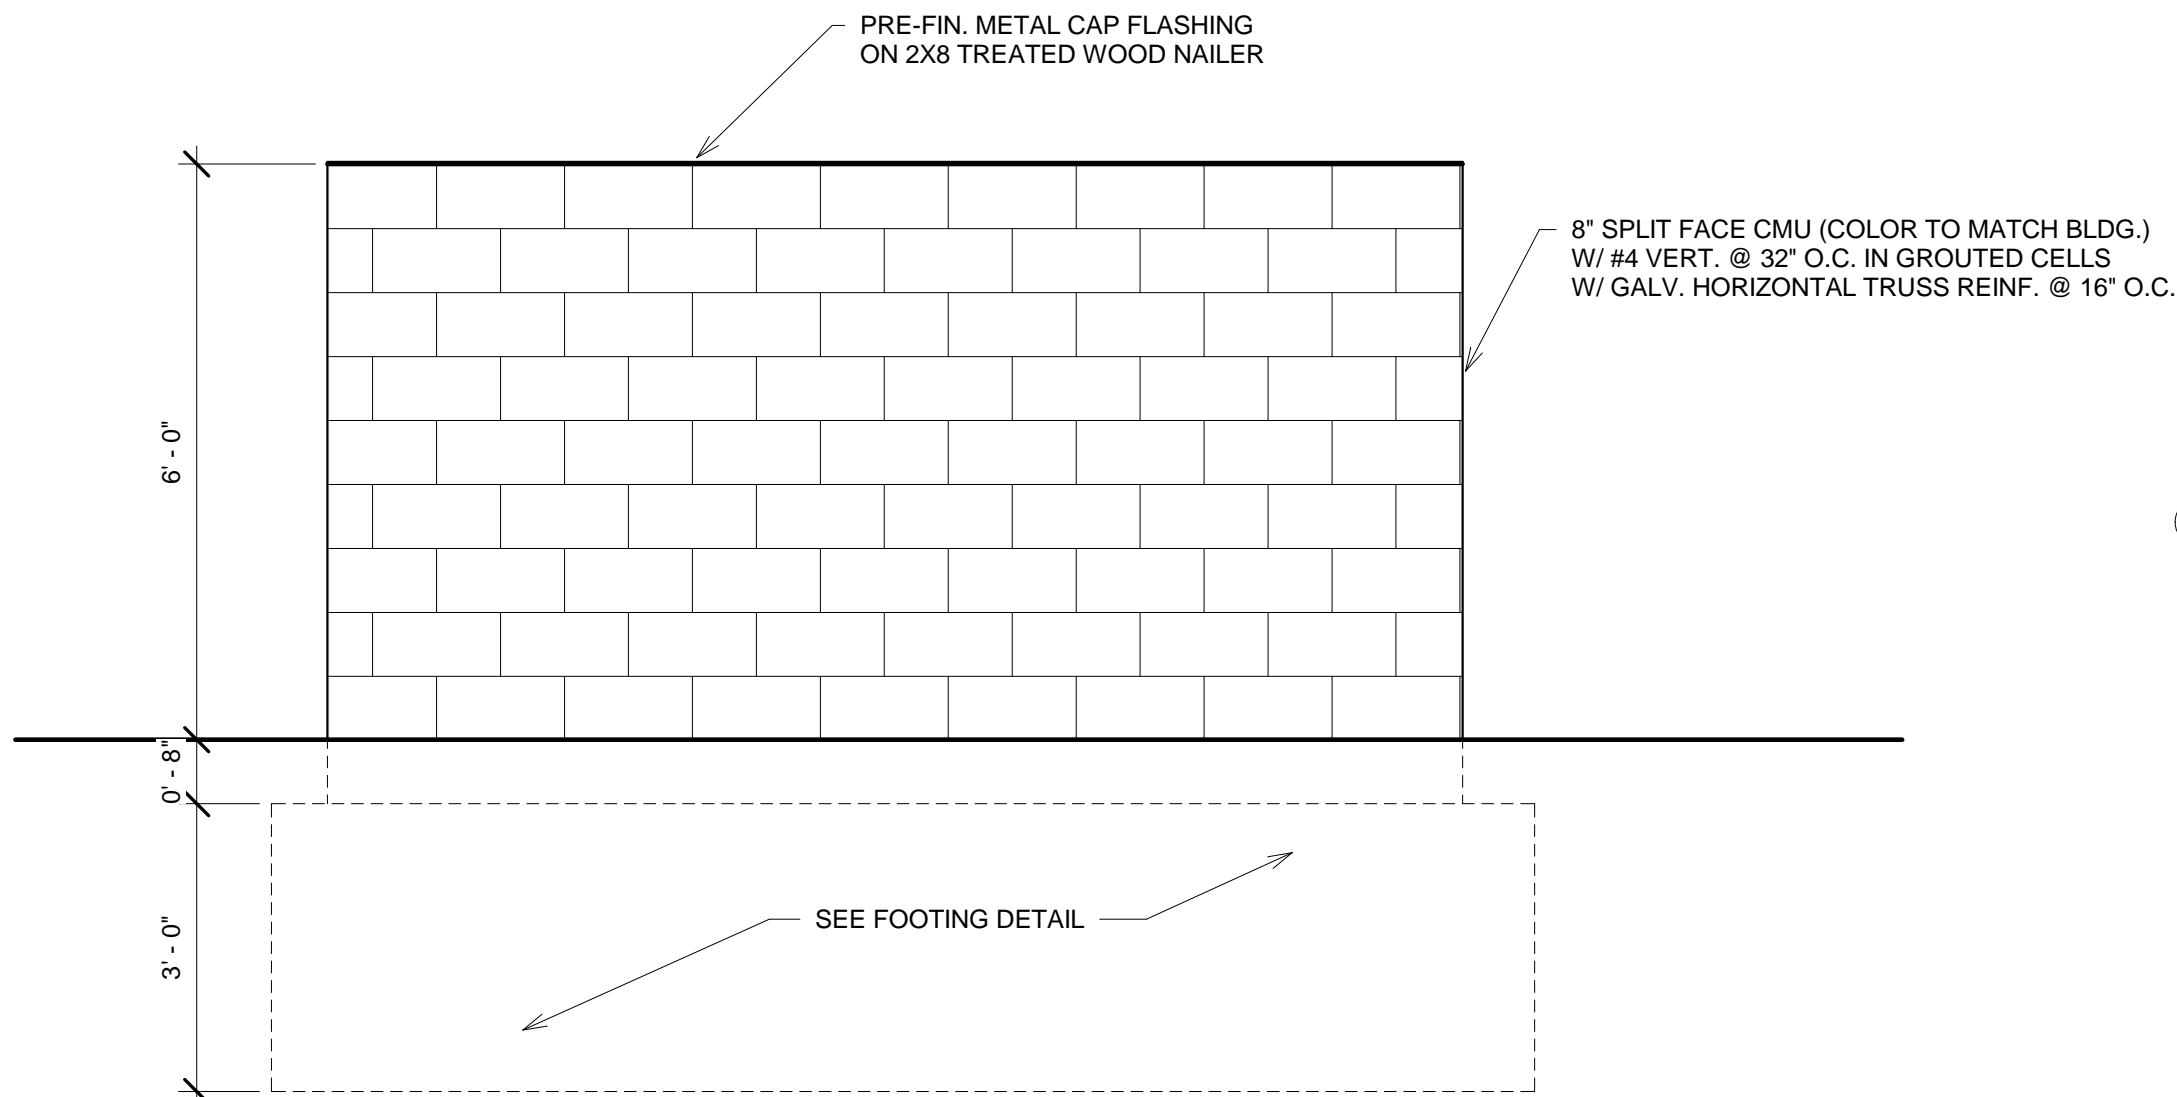 PRE-FIN. METAL CAP FLASHING
ON 2X8 TREATED WOOD NAILER
8" SPLIT FACE CMU (COLOR TO MATCH BLDG.)
W/ #4 VERT. @ 32" O.C. IN GROUTED CELLS
W/ GALV. HORIZONTAL TRUSS REINF. @ 16" O.C.
6' - 0"
0' - 8"
SEE FOOTING DETAIL
3' - 0"